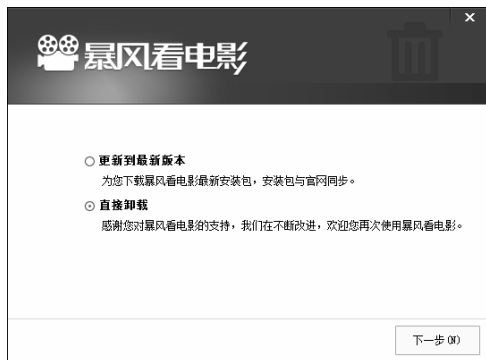 暴风看电影
更新到最新版本
为您下载暴风看电影最新安装包，安装包与官网同步。
直接卸载
感谢您对暴风看电影的支持，我们在不断改进，欢迎您再次使用暴风看电影。
下一步(N)